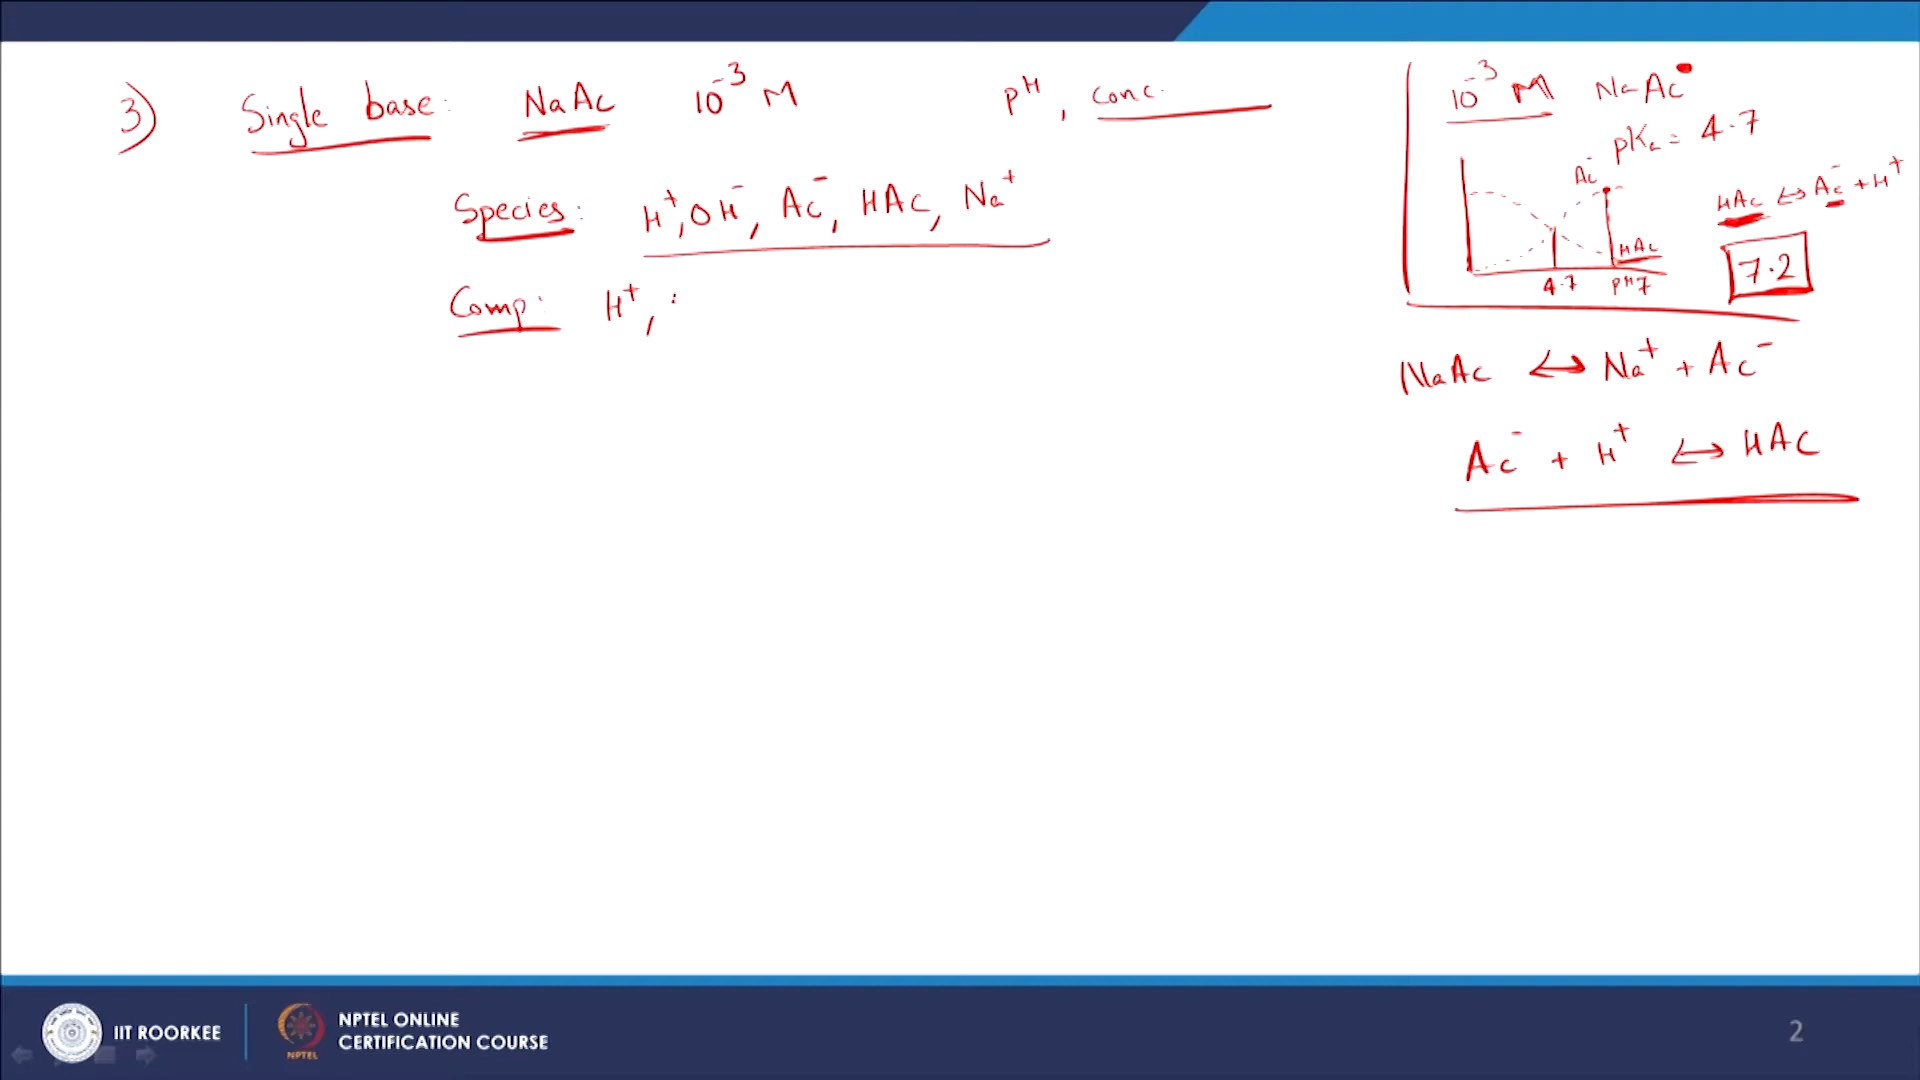 3) Single base: NaAc 10⁻³ M pH, conc.
Species: H⁺, OH⁻, Ac⁻, HAc, Na⁺
Comp: H⁺,
10⁻³ M NaAc
pKa = 4.7
Ac⁻
HAc ↔ Ac⁻ + H⁺
HAc
4.7 pH7
7.2
NaAc ↔ Na⁺ + Ac⁻
Ac⁻ + H⁺ ↔ HAc
IIT ROORKEE
NPTEL
NPTEL ONLINE
CERTIFICATION COURSE
2